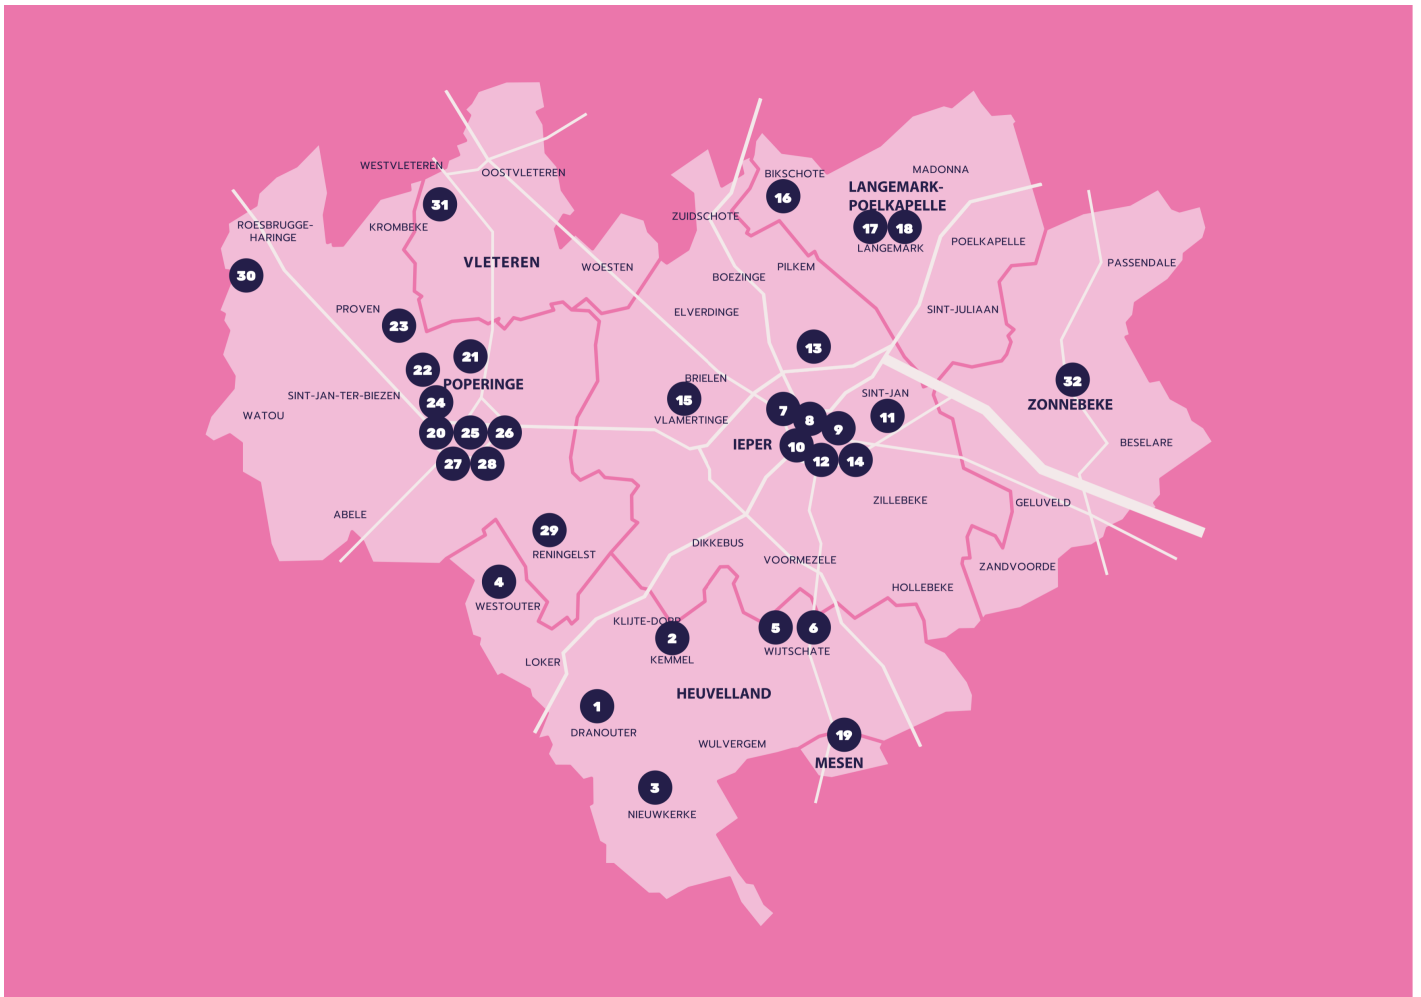 WESTVLETEREN
OOSTVLETEREN
BIKSCHOTE
MADONNA
LANGEMARK-
POELKAPELLE
16
31
ZUIDSCHOTE
ROESBRUGGE-
HARINGE
KROMBEKE
17
18
LANGEMARK
POELKAPELLE
VLETEREN
WOESTEN
PILKEM
PASSENDALE
30
BOEZINGE
PROVEN
ELVERDINGE
SINT-JULIAAN
23
13
21
22
POPERINGE
BRIELEN
32
SINT-JAN-TER-BIEZEN
24
15
SINT-JAN
ZONNEBEKE
WATOU
VLAMERTINGE
7
8
11
20
25
26
9
IEPER
10
BESELARE
27
28
12
14
ZILLEBEKE
GELUVELD
ABELE
29
RENINGELST
DIKKEBUS
VOORMEZELE
ZANDVOORDE
4
HOLLEBEKE
WESTOUTER
KLIJTE-DORP
5
6
2
WIJTSCHATE
LOKER
KEMMEL
HEUVELLAND
1
DRANOUTER
WULVERGEM
19
MESEN
3
NIEUWKERKE